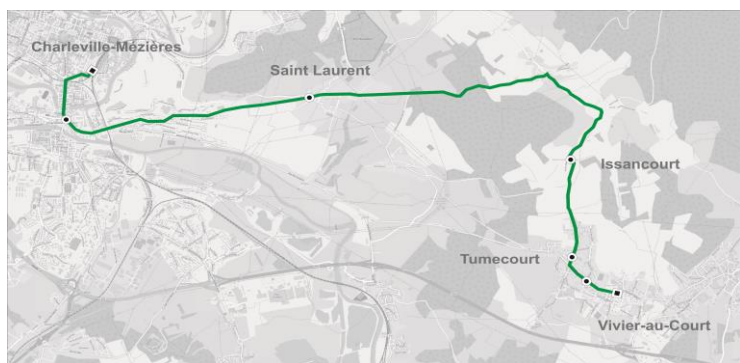 Charleville-Mézières
Saint Laurent
Issancourt
Tumecourt
Vivier-au-Court